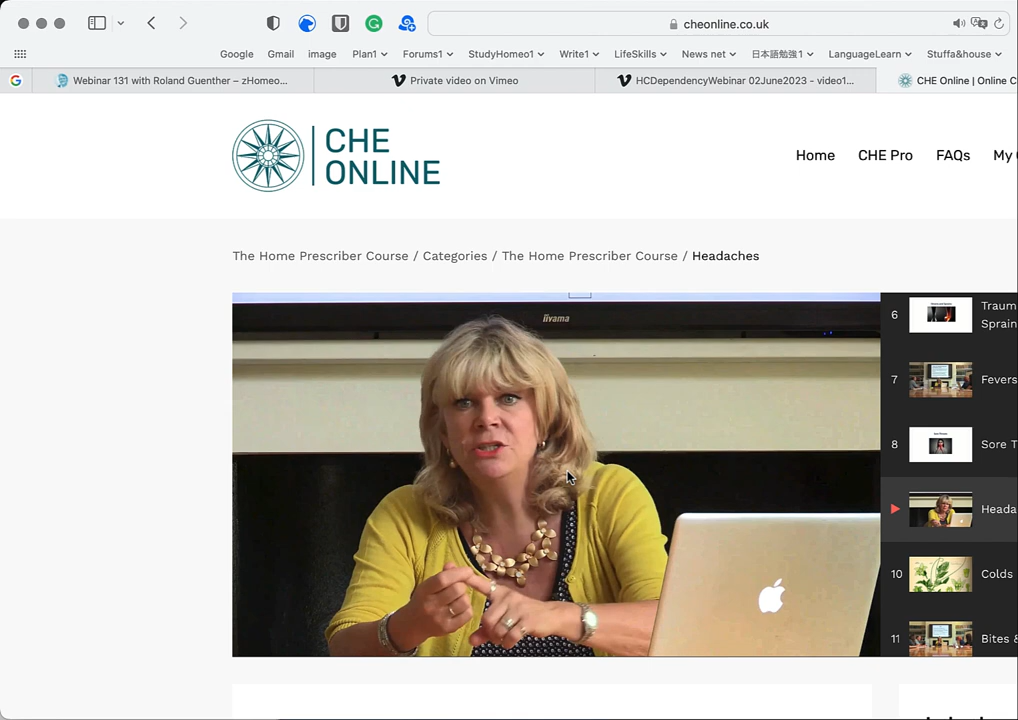 cheonline.co.uk
Google Gmail image Plan1 Forums1 StudyHomeo1 Write1 LifeSkills News net 日本語勉強1 LanguageLearn Stuffa&house
Webinar 131 with Roland Guenther – zHomeo... Private video on Vimeo HCDependencyWebinar 02June2023 - video1... CHE Online | Online C
CHE
ONLINE
Home CHE Pro FAQs My
The Home Prescriber Course / Categories / The Home Prescriber Course / Headaches
iiyama
6 Traum
Sprain
7 Fevers
8 Sore T
Heada
10 Colds
11 Bites &